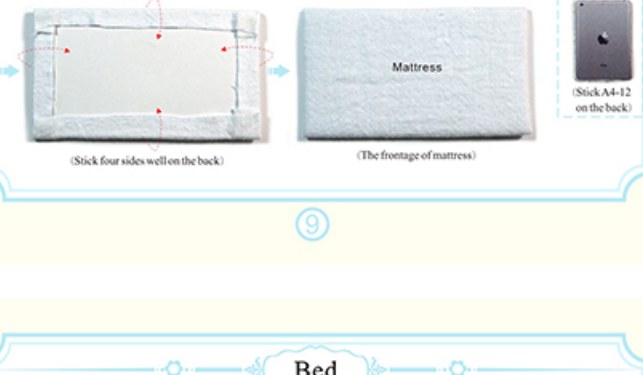 Mattress
(Stick A4-12
on the back)
(Stick four sides well on the back)
(The frontage of mattress)
9
Bed